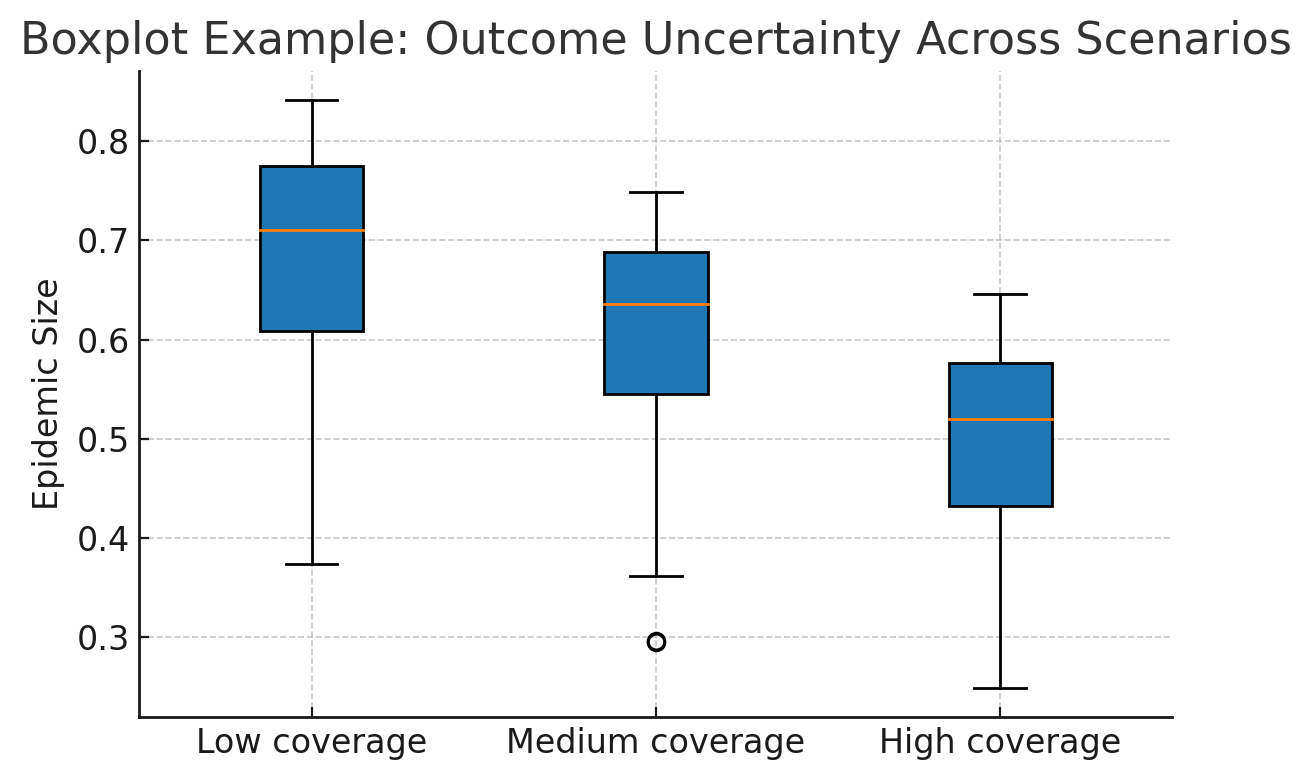 Boxplot Example: Outcome Uncertainty Across Scenarios
Epidemic Size
0.8
0.7
0.6
0.5
0.4
0.3
Low coverage
Medium coverage
High coverage